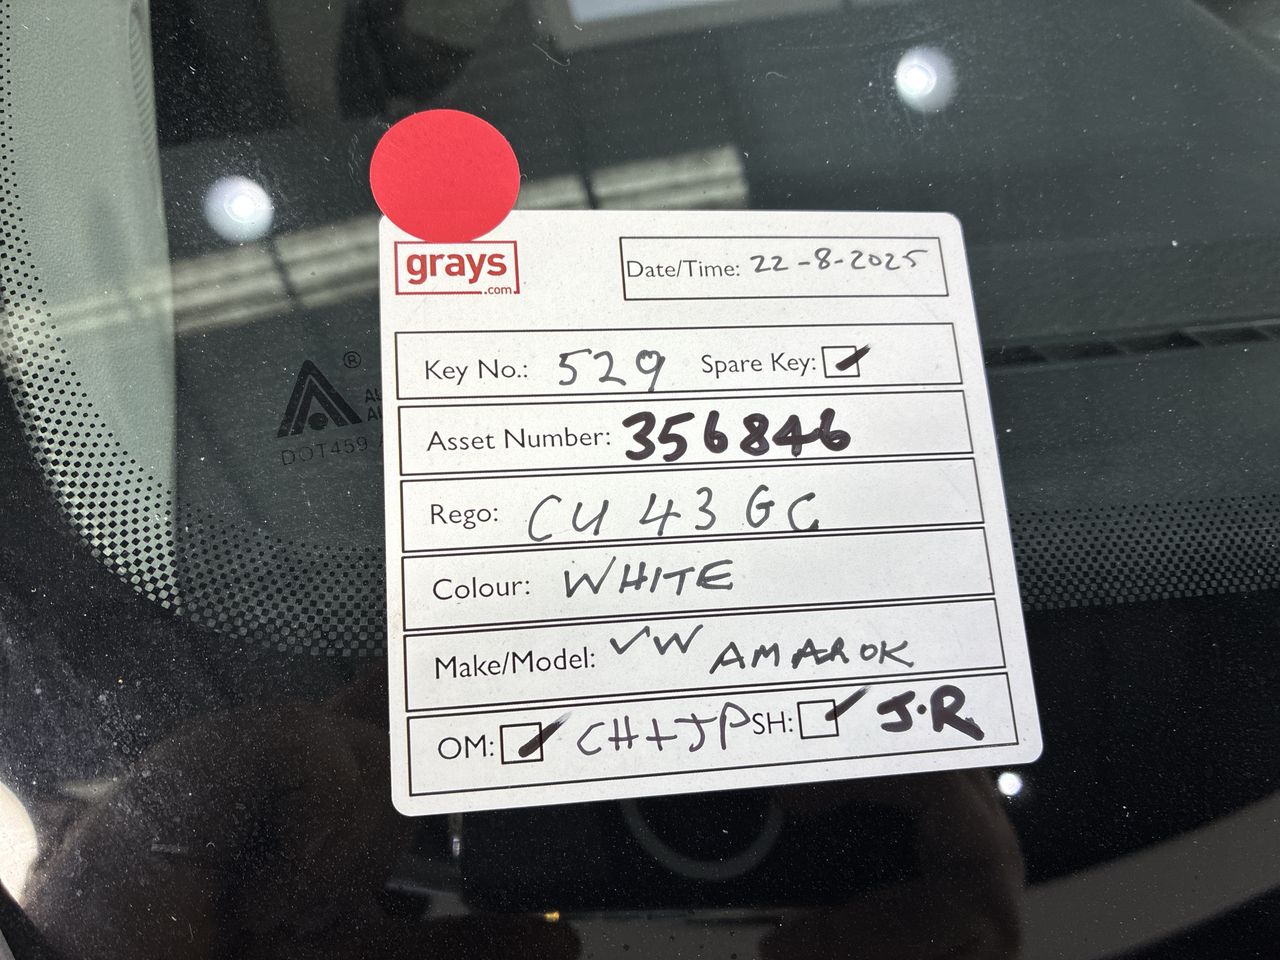 grays
.com
Date/Time: 22-8-2025
Key No.: 529 Spare Key:
Asset Number: 356846
Rego: CU 43 GC
Colour: WHITE
Make/Model: VW AMAROK
OM: CH+JP SH: J.R
®
DOT459